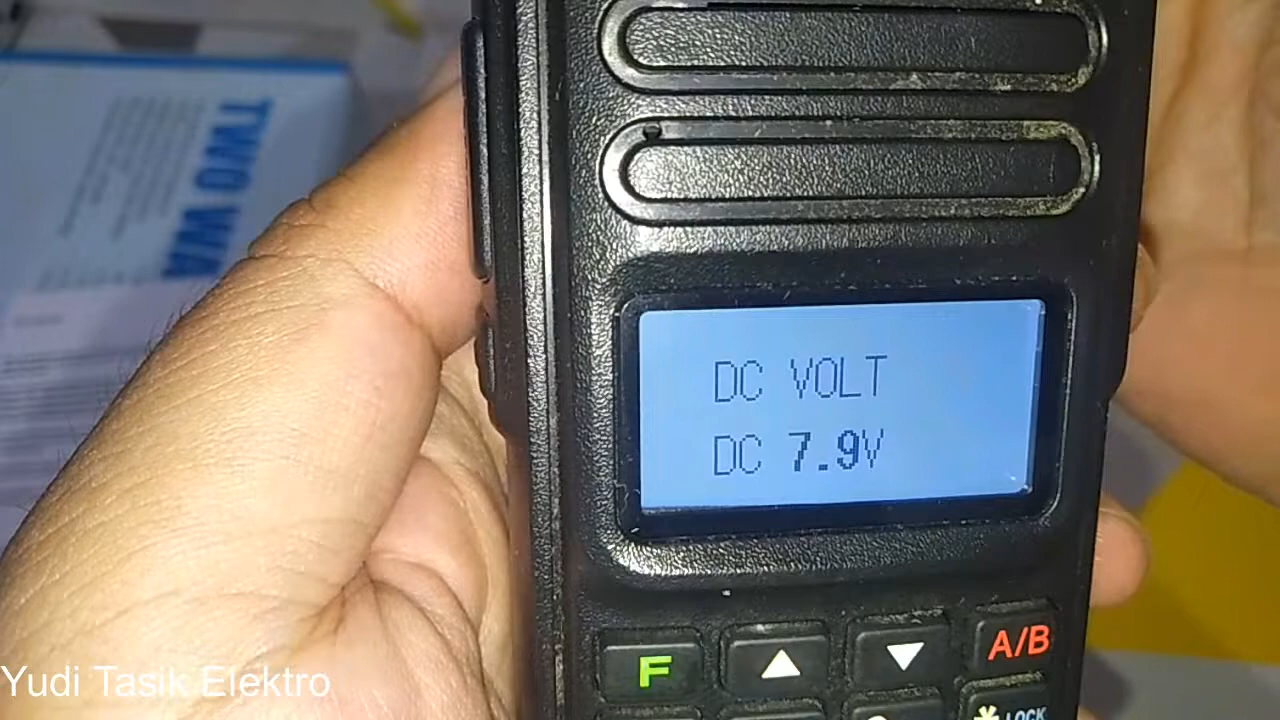 TWO WA
DC VOLT
DC 7.9V
F
A/B
LOCK
Yudi Tasik Elektro